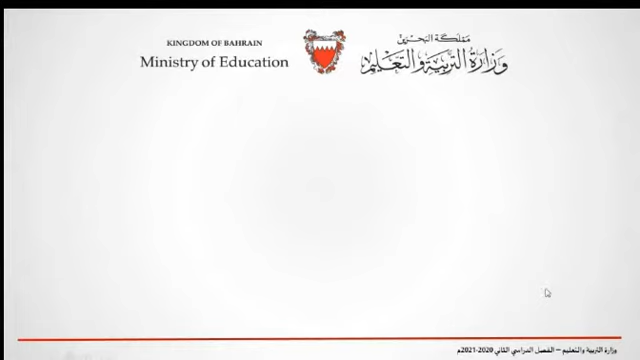 KINGDOM OF BAHRAIN
Ministry of Education
مملكة البحرين
وزارة التربية والتعليم
وزارة التربية والتعليم – الفصل الدراسي الثاني 2020-2021م